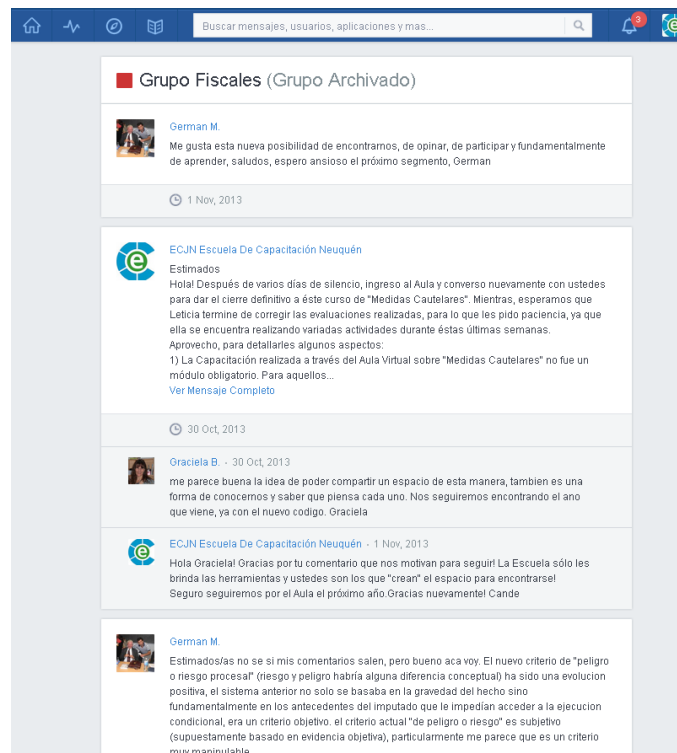 Buscar mensajes, usuarios, aplicaciones y mas...
3
Grupo Fiscales (Grupo Archivado)
German M.
Me gusta esta nueva posibilidad de encontrarnos, de opinar, de participar y fundamentalmente
de aprender, saludos, espero ansioso el próximo segmento, German
1 Nov, 2013
ECJN Escuela De Capacitación Neuquén
Estimados
Hola! Después de varios días de silencio, ingreso al Aula y converso nuevamente con ustedes
para dar el cierre definitivo a éste curso de "Medidas Cautelares". Mientras, esperamos que
Leticia termine de corregir las evaluaciones realizadas, para lo que les pido paciencia, ya que
ella se encuentra realizando variadas actividades durante éstas últimas semanas.
Aprovecho, para detallarles algunos aspectos:
1) La Capacitación realizada a través del Aula Virtual sobre "Medidas Cautelares" no fue un
módulo obligatorio. Para aquellos...
Ver Mensaje Completo
30 Oct, 2013
Graciela B. - 30 Oct, 2013
me parece buena la idea de poder compartir un espacio de esta manera, tambien es una
forma de conocernos y saber que piensa cada uno. Nos seguiremos encontrando el ano
que viene, ya con el nuevo codigo. Graciela
ECJN Escuela De Capacitación Neuquén - 1 Nov, 2013
Hola Graciela! Gracias por tu comentario que nos motivan para seguir! La Escuela sólo les
brinda las herramientas y ustedes son los que "crean" el espacio para encontrarse!
Seguro seguiremos por el Aula el próximo año.Gracias nuevamente! Cande
German M.
Estimados/as no se si mis comentarios salen, pero bueno aca voy. El nuevo criterio de "peligro
o riesgo procesal" (riesgo y peligro habría alguna diferencia conceptual) ha sido una evolucion
positiva, el sistema anterior no solo se basaba en la gravedad del hecho sino
fundamentalmente en los antecedentes del imputado que le impedían acceder a la ejecucion
condicional, era un criterio objetivo. el criterio actual "de peligro o riesgo" es subjetivo
(supuestamente basado en evidencia objetiva), particularmente me parece que es un criterio
muy manipulable